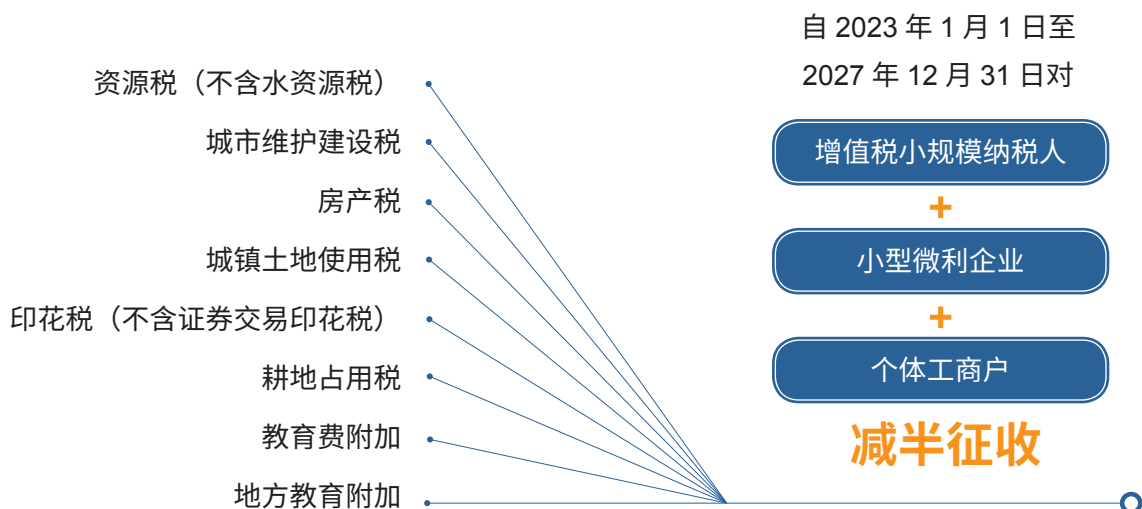 资源税（不含水资源税）
城市维护建设税
房产税
城镇土地使用税
印花税（不含证券交易印花税）
耕地占用税
教育费附加
地方教育附加
自 2023 年 1 月 1 日至
2027 年 12 月 31 日对
增值税小规模纳税人
+
小型微利企业
+
个体工商户
减半征收